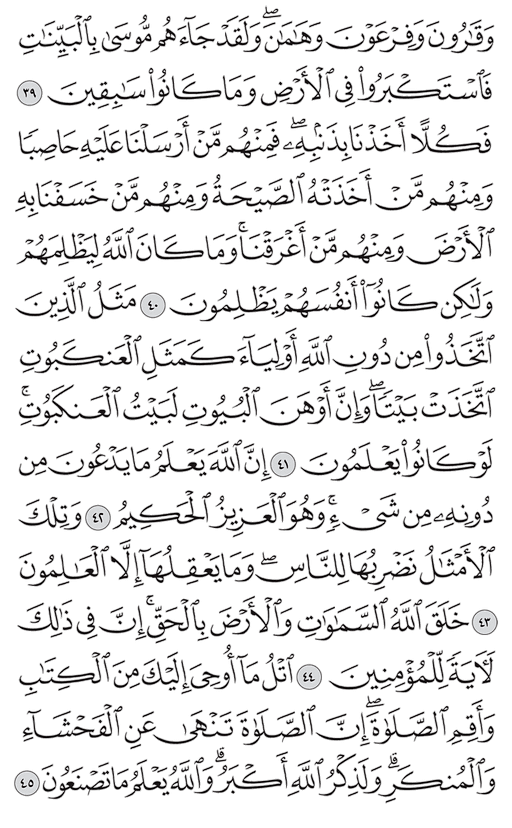 وَقَٰرُونَ وَفِرْعَوْنَ وَهَٰمَٰنَۖ وَلَقَدْ جَآءَهُم مُّوسَىٰ بِٱلْبَيِّنَٰتِ
فَٱسْتَكْبَرُوا۟ فِى ٱلْأَرْضِ وَمَا كَانُوا۟ سَٰبِقِينَ ٣٩
فَكُلًّا أَخَذْنَا بِذَنۢبِهِۦۖ فَمِنْهُم مَّنْ أَرْسَلْنَا عَلَيْهِ حَاصِبًا
وَمِنْهُم مَّنْ أَخَذَتْهُ ٱلصَّيْحَةُ وَمِنْهُم مَّنْ خَسَفْنَا بِهِ
ٱلْأَرْضَ وَمِنْهُم مَّنْ أَغْرَقْنَاۚ وَمَا كَانَ ٱللَّهُ لِيَظْلِمَهُمْ
وَلَٰكِن كَانُوٓا۟ أَنفُسَهُمْ يَظْلِمُونَ ٤٠ مَثَلُ ٱلَّذِينَ
ٱتَّخَذُوا۟ مِن دُونِ ٱللَّهِ أَوْلِيَآءَ كَمَثَلِ ٱلْعَنكَبُوتِ
ٱتَّخَذَتْ بَيْتًاۖ وَإِنَّ أَوْهَنَ ٱلْبُيُوتِ لَبَيْتُ ٱلْعَنكَبُوتِۚ
لَوْ كَانُوا۟ يَعْلَمُونَ ٤١ إِنَّ ٱللَّهَ يَعْلَمُ مَا يَدْعُونَ مِن
دُونِهِۦ مِن شَىْءٍۚ وَهُوَ ٱلْعَزِيزُ ٱلْحَكِيمُ ٤٢ وَتِلْكَ
ٱلْأَمْثَٰلُ نَضْرِبُهَا لِلنَّاسِۖ وَمَا يَعْقِلُهَآ إِلَّا ٱلْعَٰلِمُونَ
٤٣ خَلَقَ ٱللَّهُ ٱلسَّمَٰوَٰتِ وَٱلْأَرْضَ بِٱلْحَقِّۚ إِنَّ فِى ذَٰلِكَ
لَءَايَةً لِّلْمُؤْمِنِينَ ٤٤ ٱتْلُ مَآ أُوحِىَ إِلَيْكَ مِنَ ٱلْكِتَٰبِ
وَأَقِمِ ٱلصَّلَوٰةَۖ إِنَّ ٱلصَّلَوٰةَ تَنْهَىٰ عَنِ ٱلْفَحْشَآءِ
وَٱلْمُنكَرِۗ وَلَذِكْرُ ٱللَّهِ أَكْبَرُۗ وَٱللَّهُ يَعْلَمُ مَا تَصْنَعُونَ ٤٥